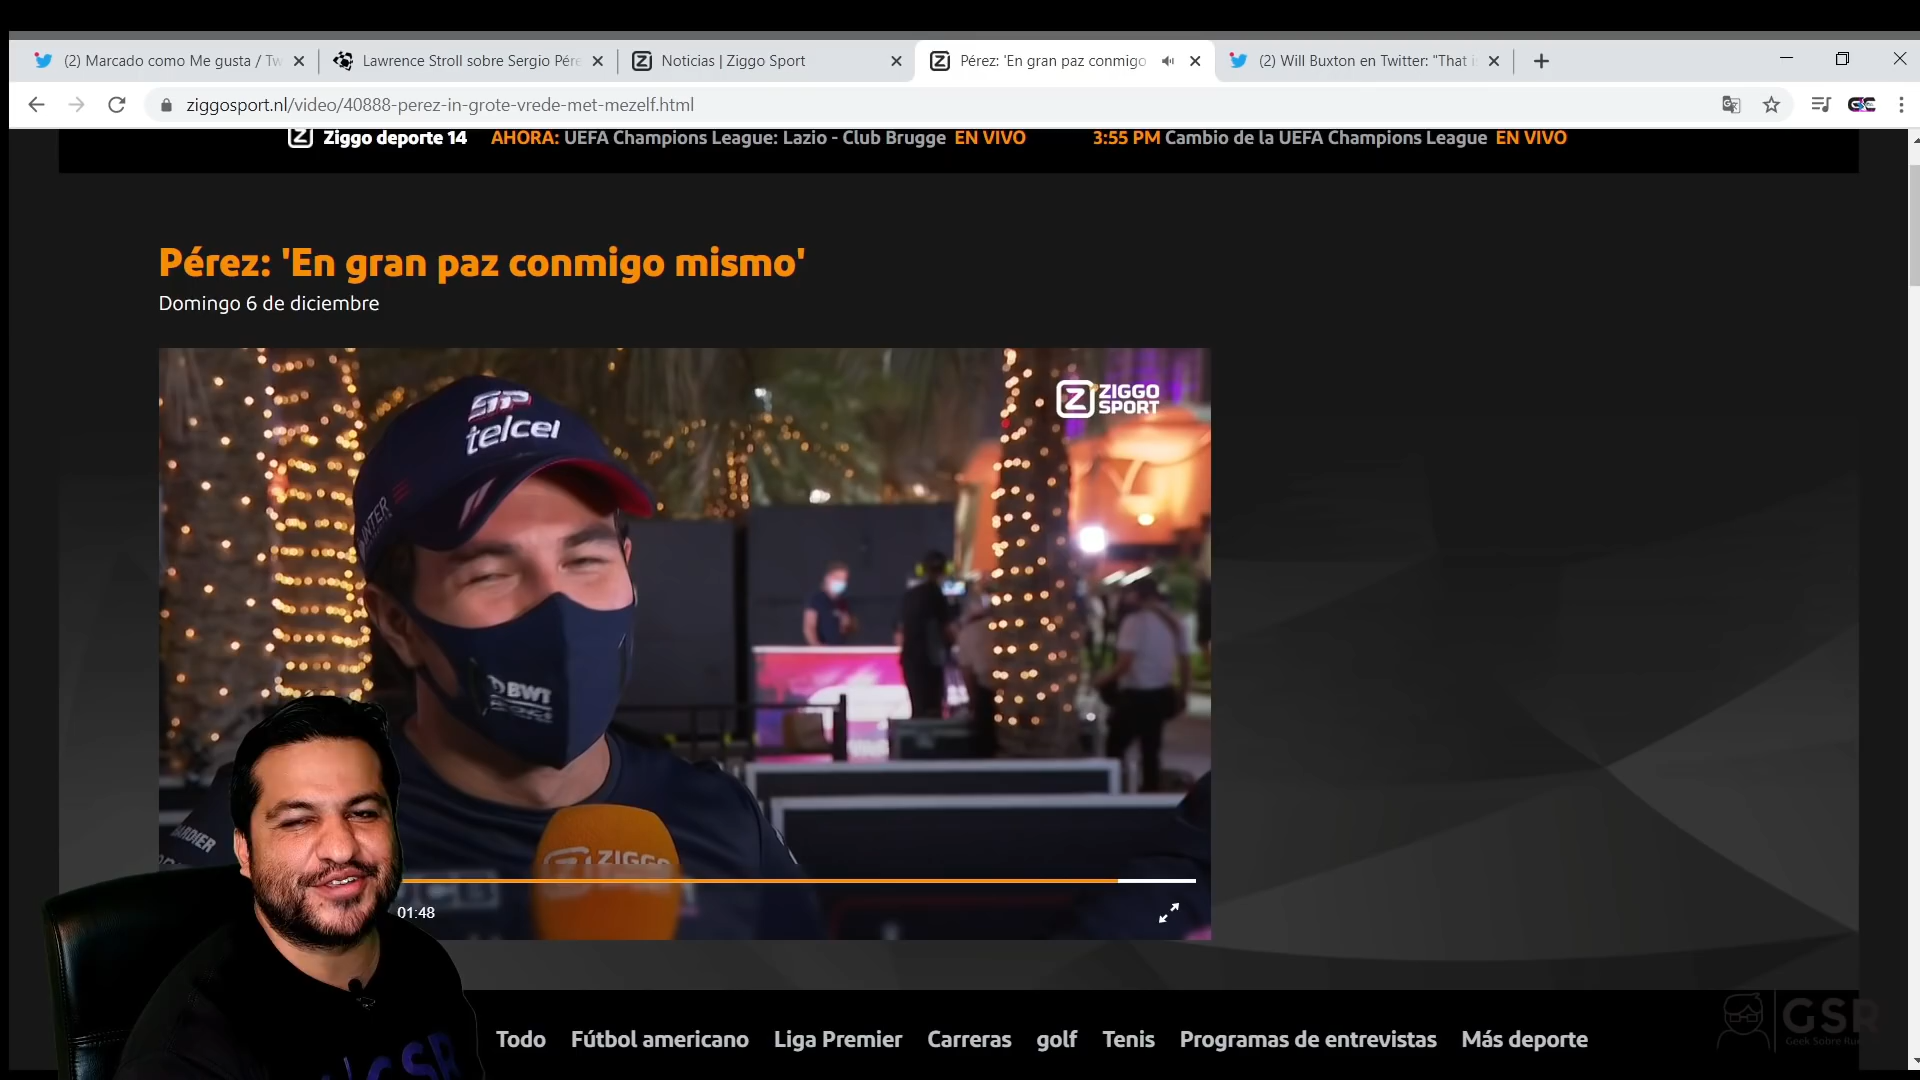 (2) Marcado como Me gusta / Tw
Lawrence Stroll sobre Sergio Pére
Noticias | Ziggo Sport
Pérez: 'En gran paz conmigo
(2) Will Buxton en Twitter: "That i
ziggosport.nl/video/40888-perez-in-grote-vrede-met-mezelf.html
Ziggo deporte 14 AHORA: UEFA Champions League: Lazio - Club Brugge EN VIVO 3:55 PM Cambio de la UEFA Champions League EN VIVO
Pérez: 'En gran paz conmigo mismo'
Domingo 6 de diciembre
ZIGGO
SPORT
SP
telcel
BWT
ZIGGO
01:48
GSR
Todo Fútbol americano Liga Premier Carreras golf Tenis Programas de entrevistas Más deporte
GSR